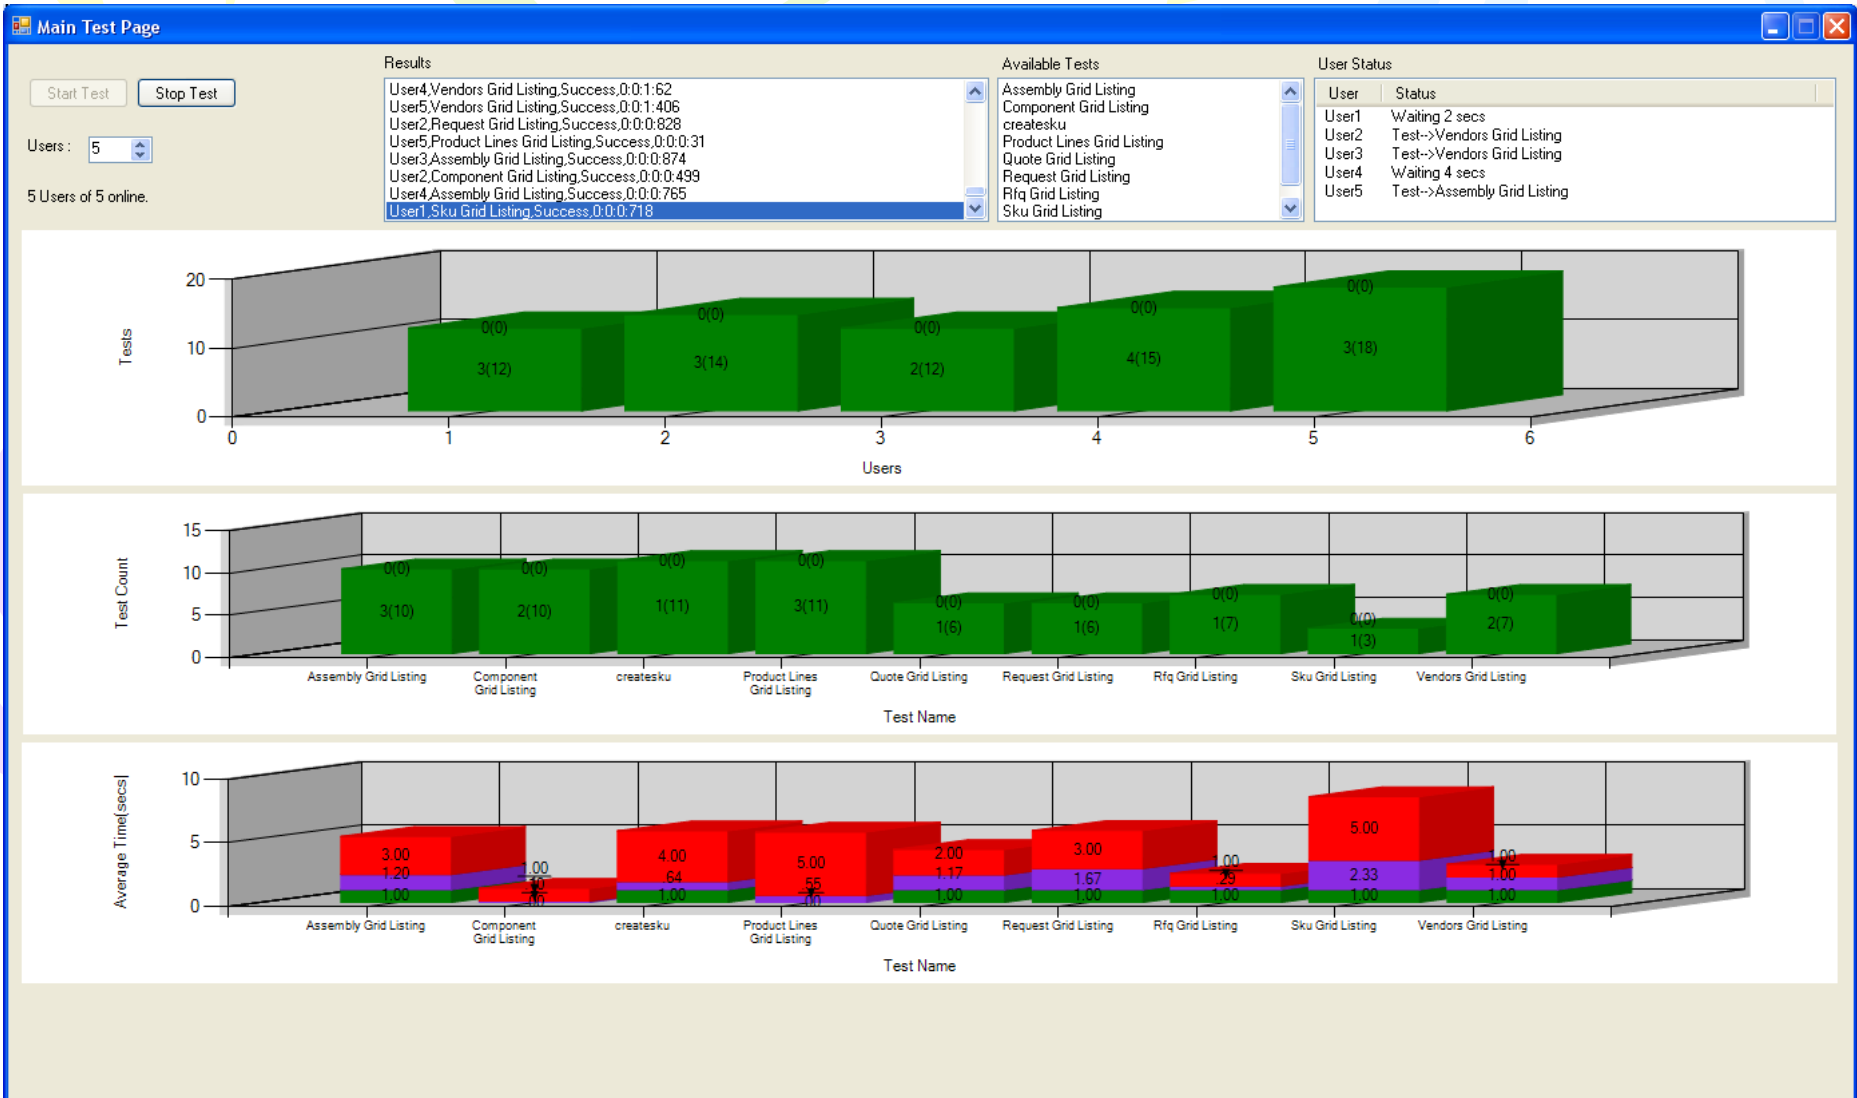 Main Test Page
Start Test
Stop Test
Users :
5
5 Users of 5 online.
Results
User4,Vendors Grid Listing,Success,0:0:1:62
User5,Vendors Grid Listing,Success,0:0:1:406
User2,Request Grid Listing,Success,0:0:0:828
User5,Product Lines Grid Listing,Success,0:0:0:31
User3,Assembly Grid Listing,Success,0:0:0:874
User2,Component Grid Listing,Success,0:0:0:499
User4,Assembly Grid Listing,Success,0:0:0:765
User1,Sku Grid Listing,Success,0:0:0:718
Available Tests
Assembly Grid Listing
Component Grid Listing
createsku
Product Lines Grid Listing
Quote Grid Listing
Request Grid Listing
Rfq Grid Listing
Sku Grid Listing
User Status
User Status
User1 Waiting 2 secs
User2 Test-->Vendors Grid Listing
User3 Test-->Vendors Grid Listing
User4 Waiting 4 secs
User5 Test-->Assembly Grid Listing
Tests
20
10
0
0(0) 0(0) 0(0) 0(0) 0(0)
3(12) 3(14) 2(12) 4(15) 3(18)
0 1 2 3 4 5 6
Users
Test Count
15
10
5
0
0(0) 0(0) 0(0) 0(0) 0(0) 0(0) 0(0) 0(0) 0(0)
3(10) 2(10) 1(11) 3(11) 1(6) 1(6) 1(7) 1(3) 2(7)
Assembly Grid Listing
Component
Grid Listing
createsku
Product Lines
Grid Listing
Quote Grid Listing
Request Grid Listing
Rfq Grid Listing
Sku Grid Listing
Vendors Grid Listing
Test Name
Average Time[secs]
10
5
0
3.00 1.00 4.00 5.00 2.00 3.00 1.00 5.00 1.00
1.20 .64 .55 1.17 1.67 .29 2.33 1.00
1.00 .00 1.00 .00 1.00 1.00 1.00 1.00 1.00
Assembly Grid Listing
Component
Grid Listing
createsku
Product Lines
Grid Listing
Quote Grid Listing
Request Grid Listing
Rfq Grid Listing
Sku Grid Listing
Vendors Grid Listing
Test Name